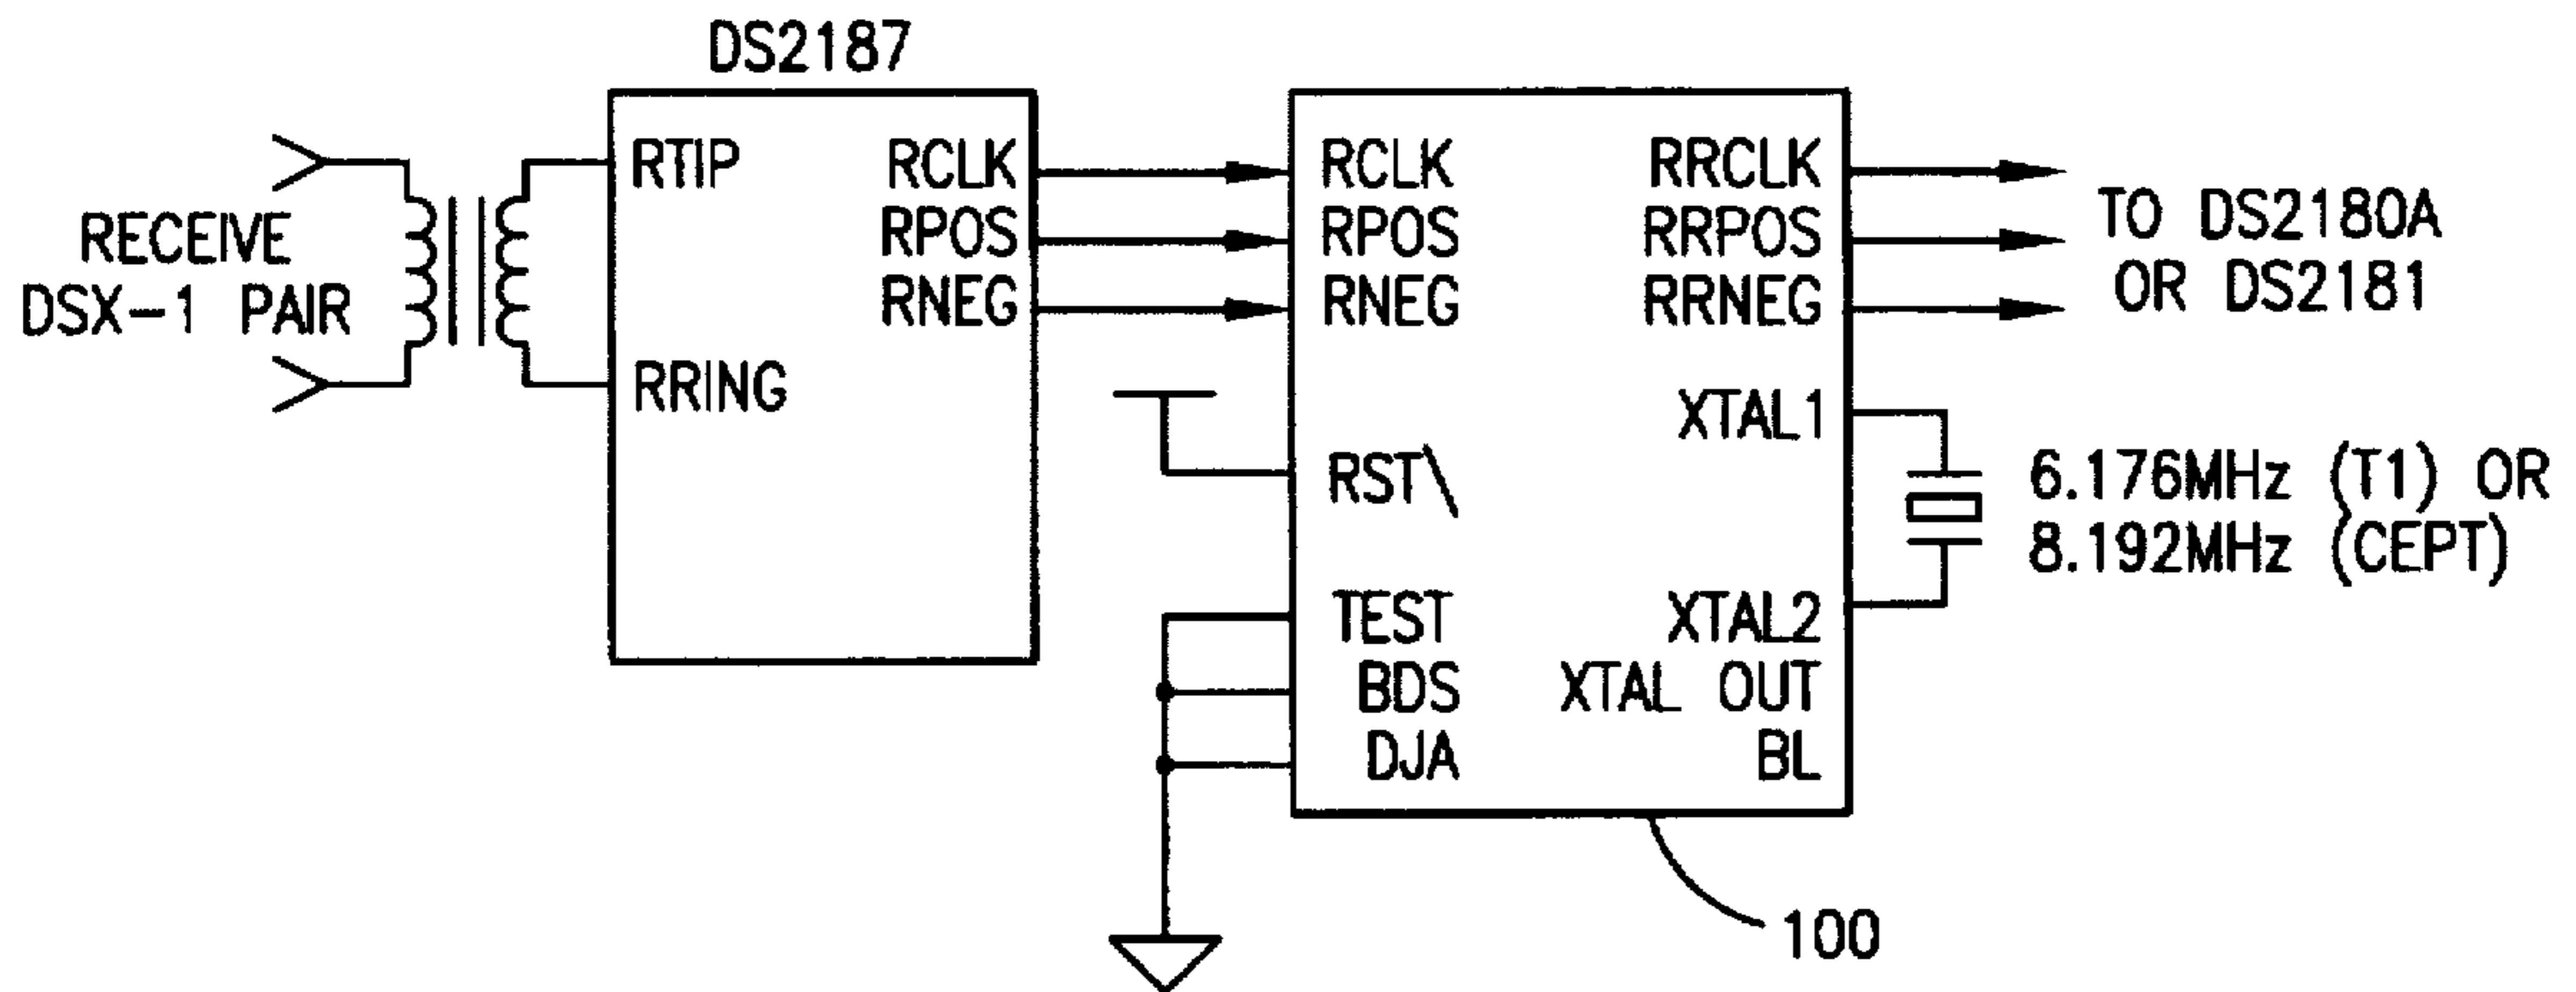 DS2187
RECEIVE
DSX-1 PAIR
RTIP
RRING
RCLK
RPOS
RNEG
RCLK
RPOS
RNEG
RST\
TEST
BDS
DJA
RRCLK
RRPOS
RRNEG
XTAL1
XTAL2
XTAL OUT
BL
TO DS2180A
OR DS2181
6.176MHz (T1) OR
8.192MHz (CEPT)
100